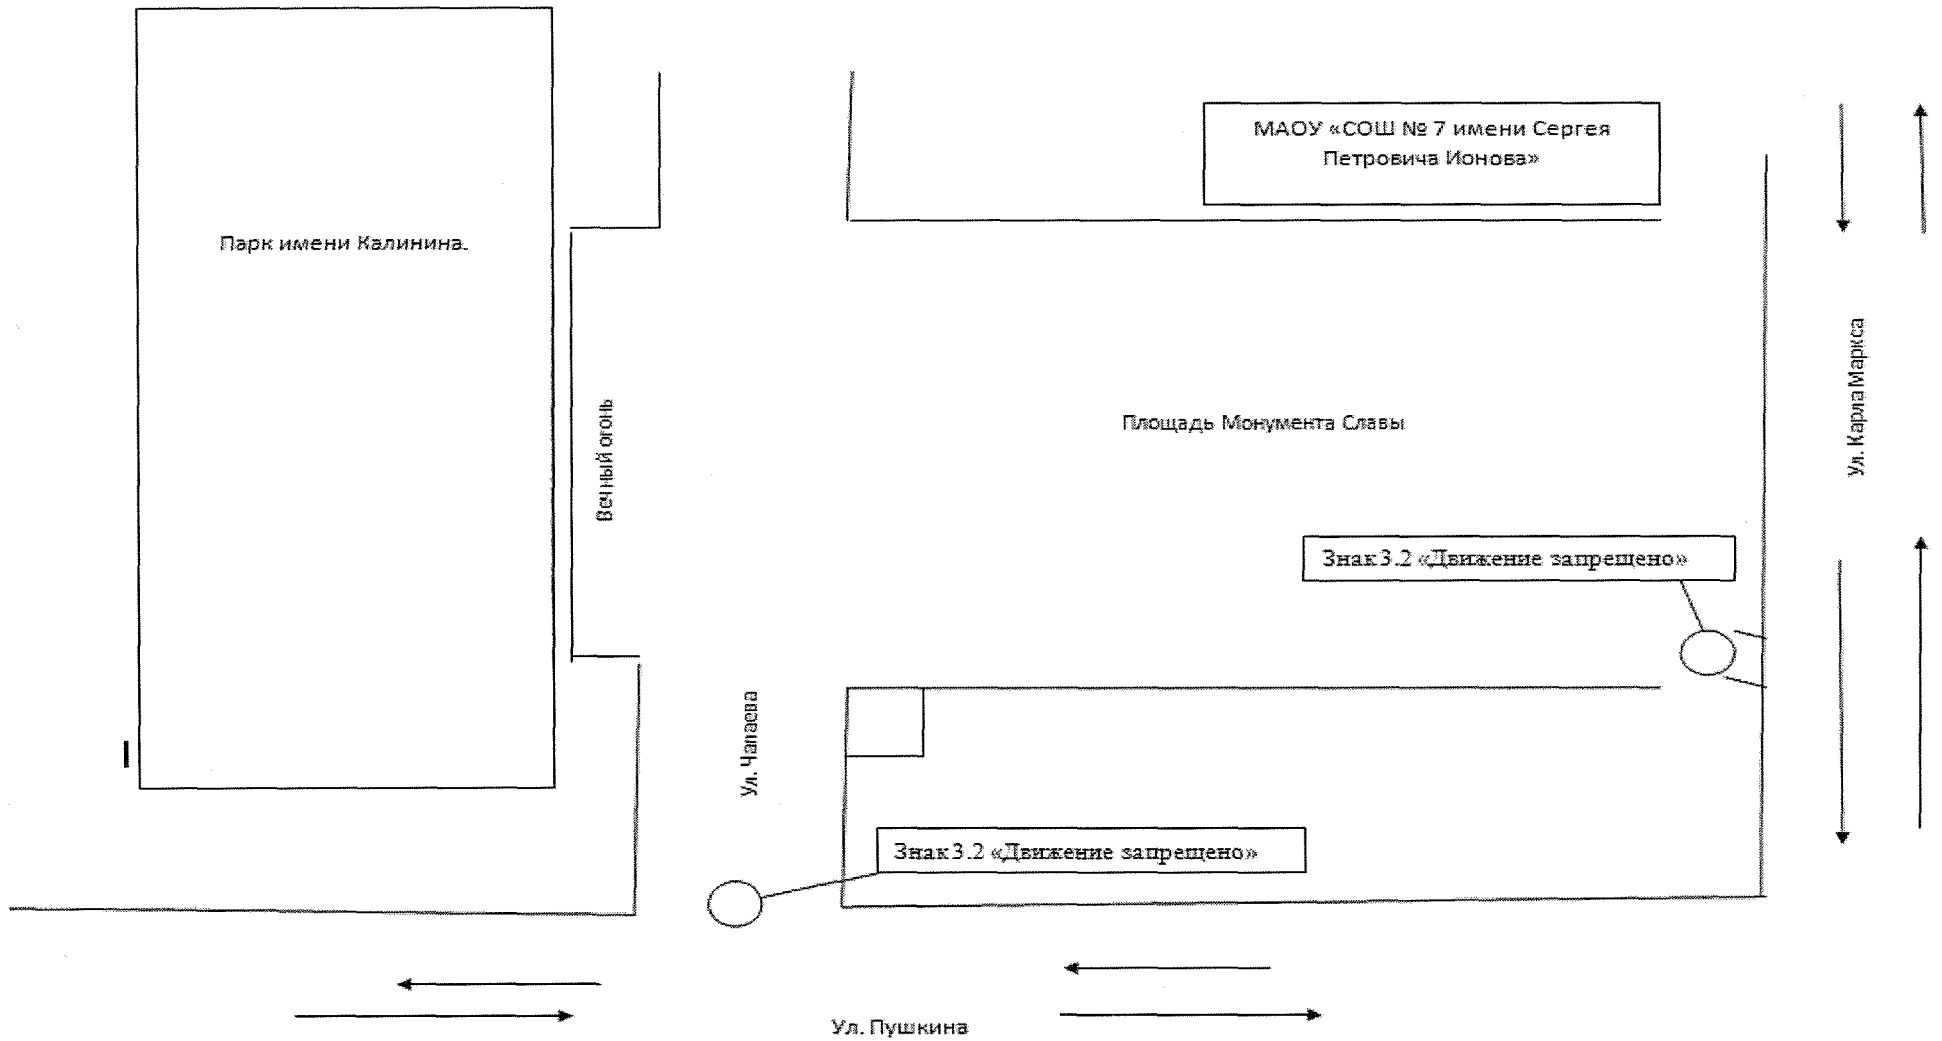 МАОУ «СОШ № 7 имени Сергея
Петровича Ионова»
Парк имени Калинина.
Вечный огонь
Площадь Монумента Славы
Ул. Карла Маркса
Знак 3.2 «Движение запрещено»
Ул. Чапаева
Знак 3.2 «Движение запрещено»
Ул. Пушкина